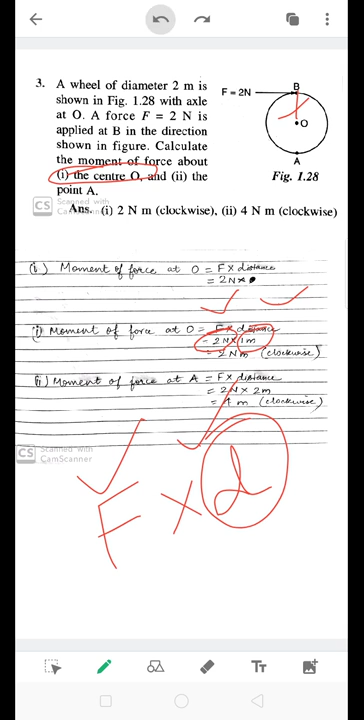 3. A wheel of diameter 2 m is
shown in Fig. 1.28 with axle
at O. A force F = 2 N is
applied at B in the direction
shown in figure. Calculate
the moment of force about
(i) the centre O, and (ii) the
point A.
F = 2N
B
O
A
Fig. 1.28
CS Scanned with
CamScanner
Ans. (i) 2 N m (clockwise), (ii) 4 N m (clockwise)
(i.) Moment of force at O = F x distance
= 2N x
(i) Moment of force at O = F x distance
= 2N x 1m
= 2Nm (clockwise)
(ii) Moment of force at A = F x distance
= 2N x 2m
= 4 m (clockwise)
CS Scanned with
CamScanner
F x d
TT